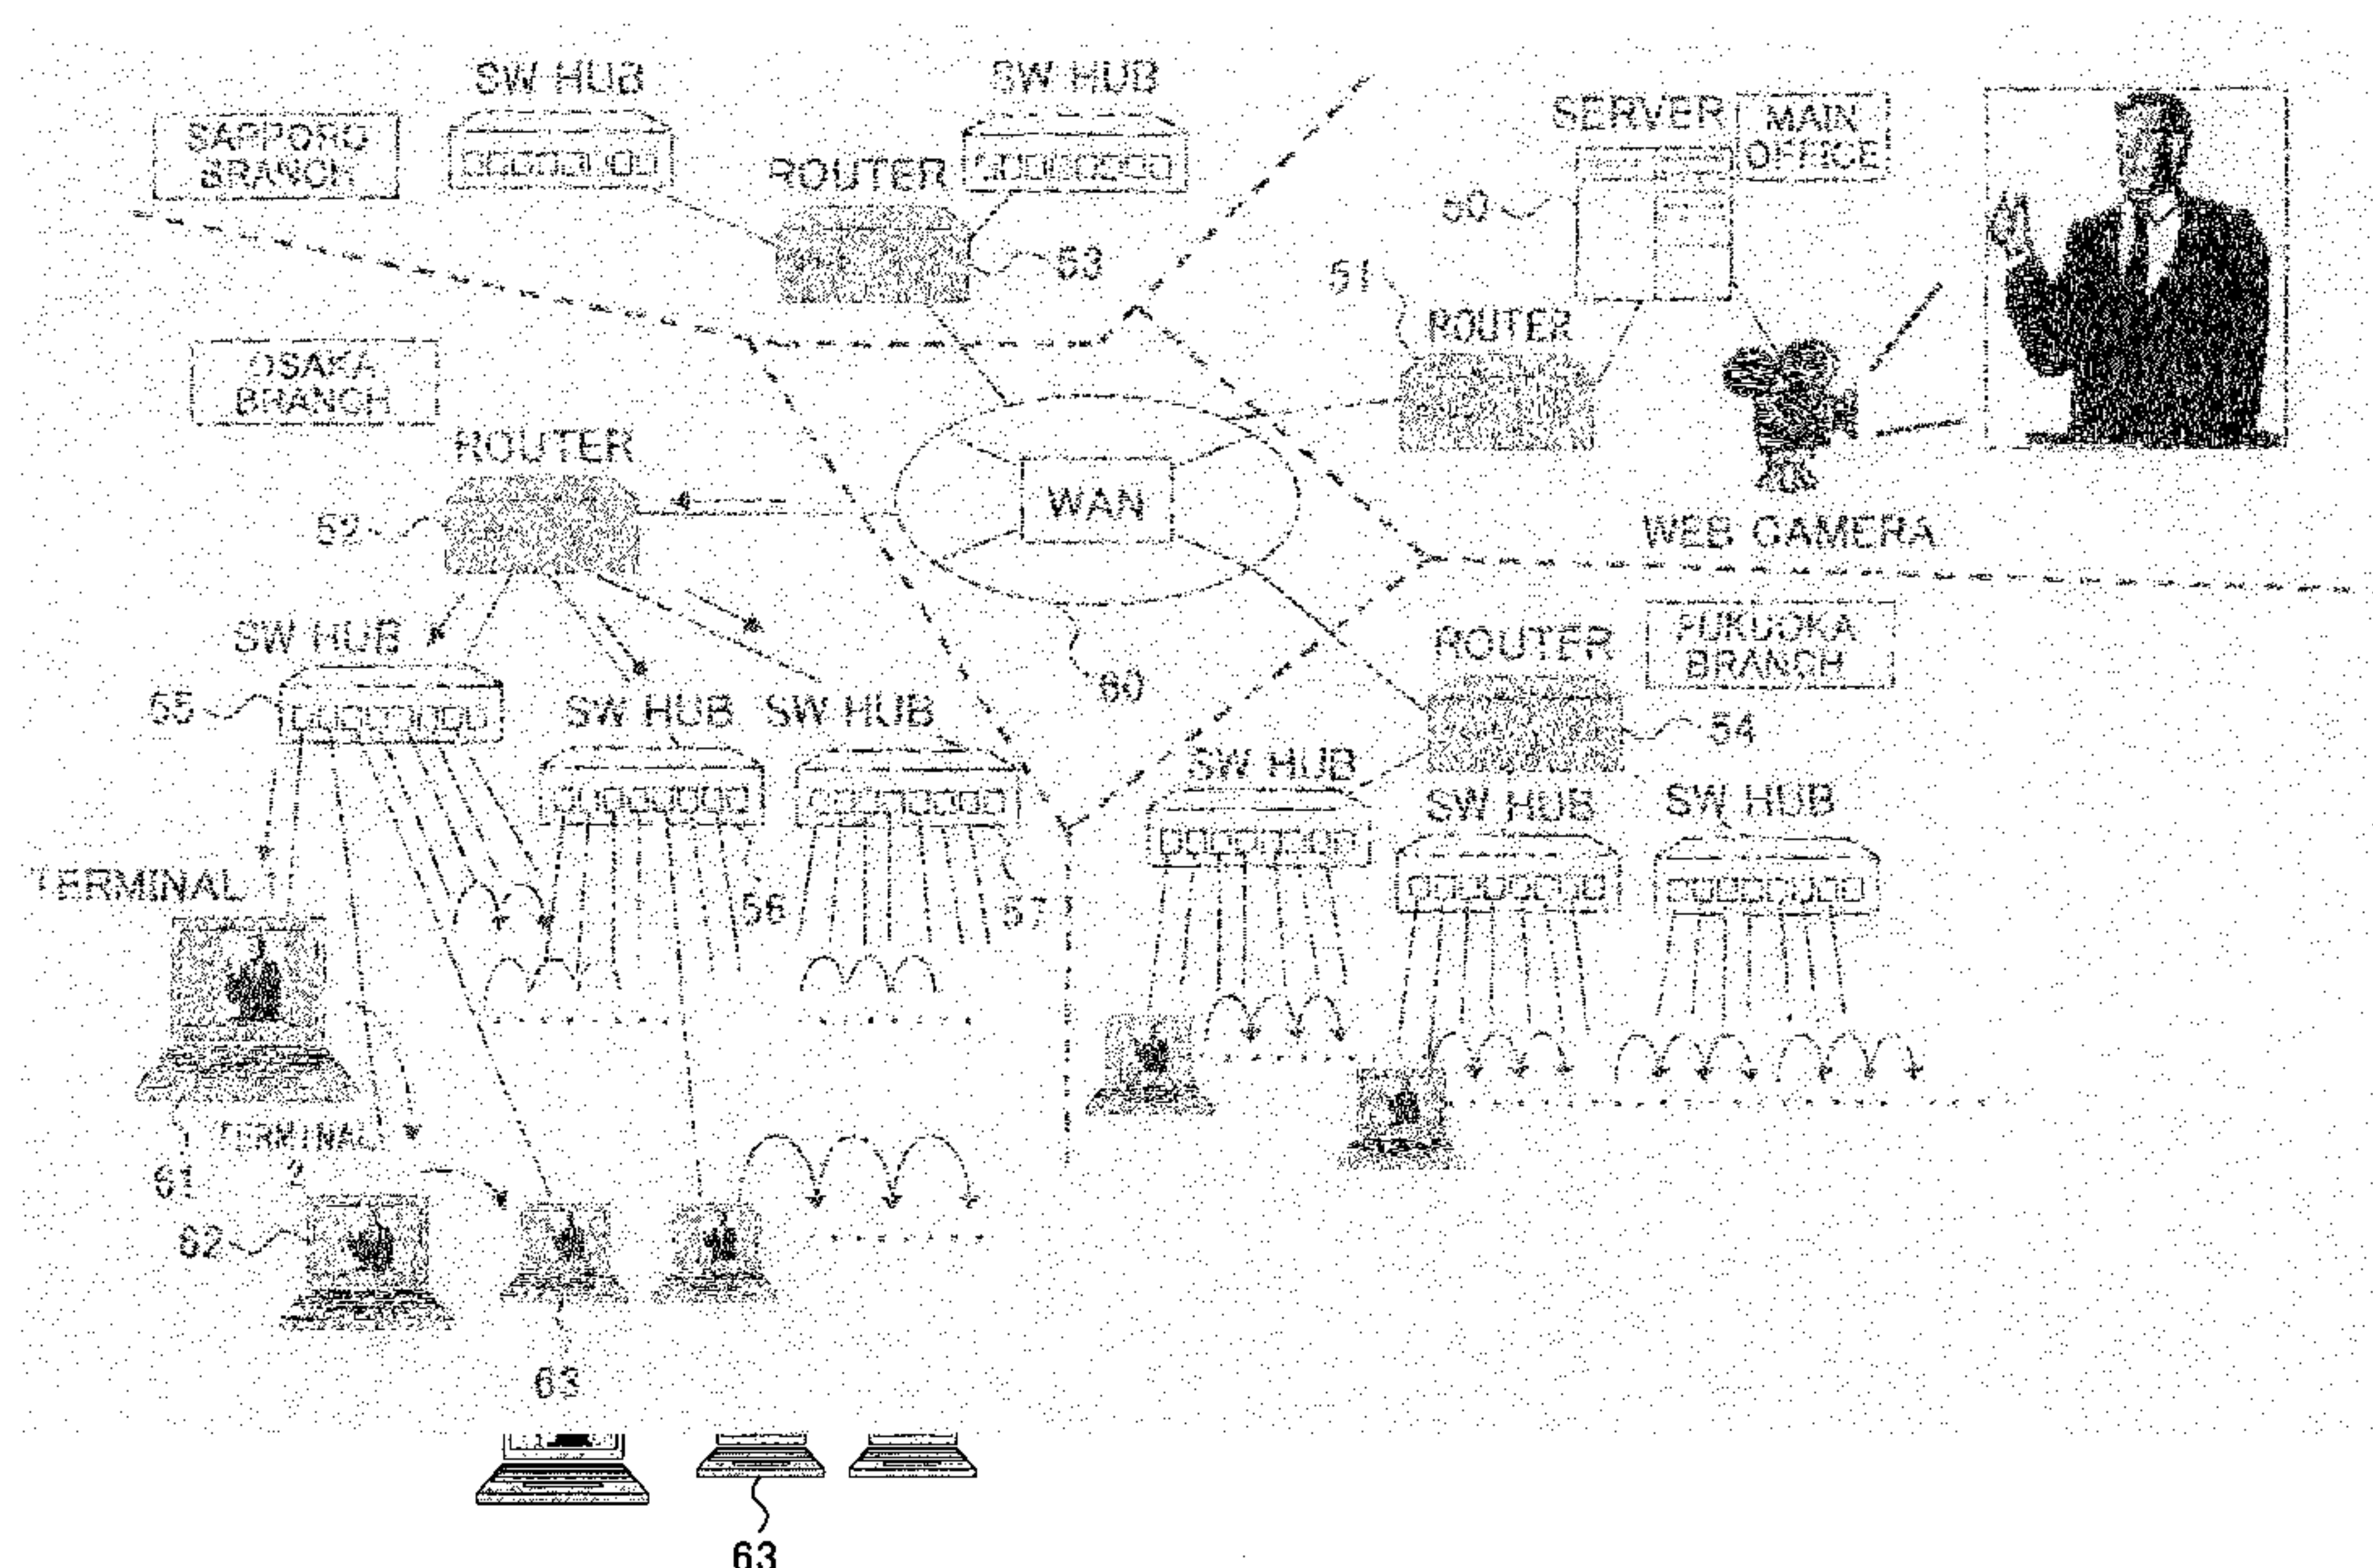 SW HUB
SW HUB
SAPPORO
BRANCH
ROUTER
53
SERVER
MAIN
OFFICE
50
51
ROUTER
OSAKA
BRANCH
ROUTER
52
WAN
WEB CAMERA
60
SW HUB
55
SW HUB
SW HUB
56
57
ROUTER
FUKUOKA
BRANCH
54
SW HUB
SW HUB
SW HUB
TERMINAL
1
61
TERMINAL
2
62
63
63